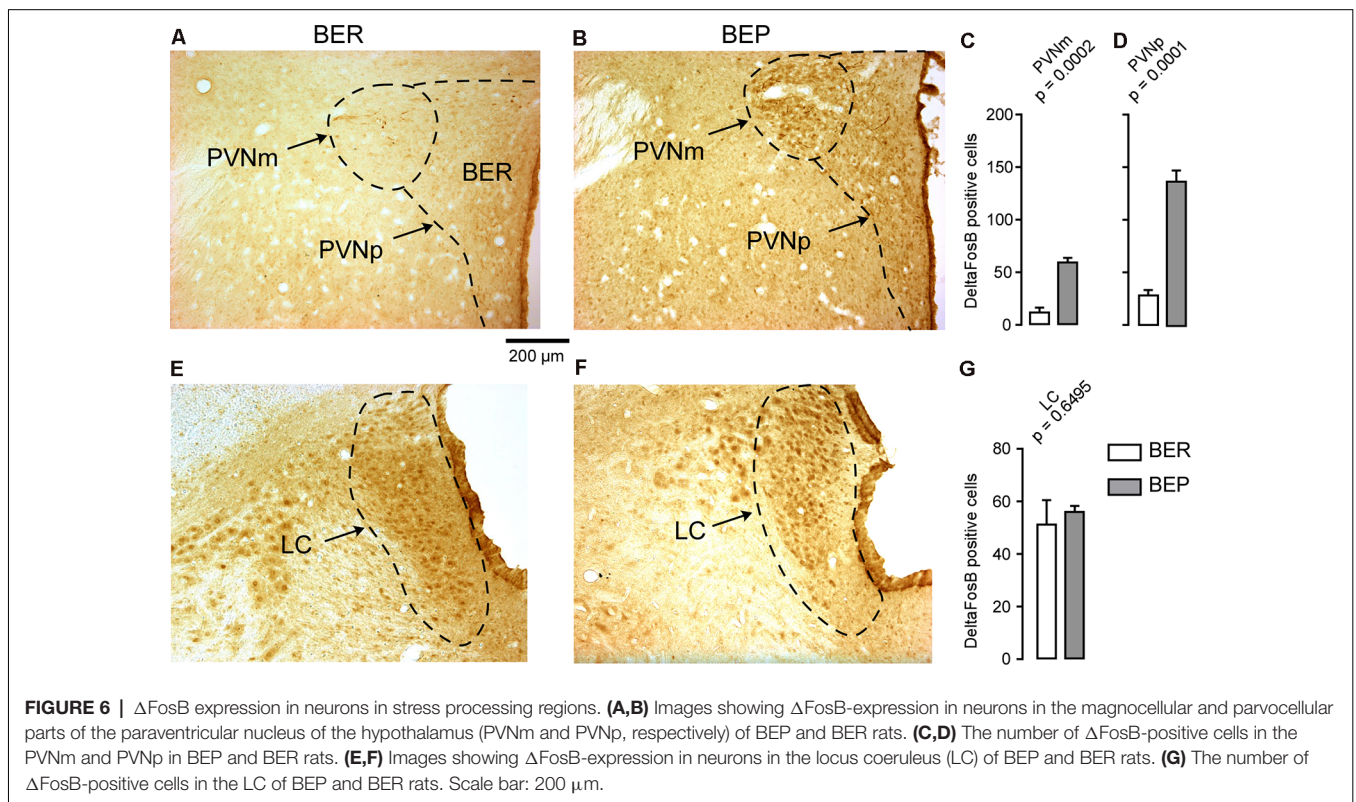 A
BER
B
BEP
C
D
PVNm
p = 0.0002
PVNp
p = 0.0001
PVNm
BER
PVNp
PVNm
PVNp
DeltaFosB positive cells
200
150
100
50
0
200 µm
E
F
G
LC
LC
LC
p = 0.6495
DeltaFosB positive cells
80
60
40
20
0
BER
BEP
FIGURE 6 | ΔFosB expression in neurons in stress processing regions. (A,B) Images showing ΔFosB-expression in neurons in the magnocellular and parvocellular
parts of the paraventricular nucleus of the hypothalamus (PVNm and PVNp, respectively) of BEP and BER rats. (C,D) The number of ΔFosB-positive cells in the
PVNm and PVNp in BEP and BER rats. (E,F) Images showing ΔFosB-expression in neurons in the locus coeruleus (LC) of BEP and BER rats. (G) The number of
ΔFosB-positive cells in the LC of BEP and BER rats. Scale bar: 200 µm.